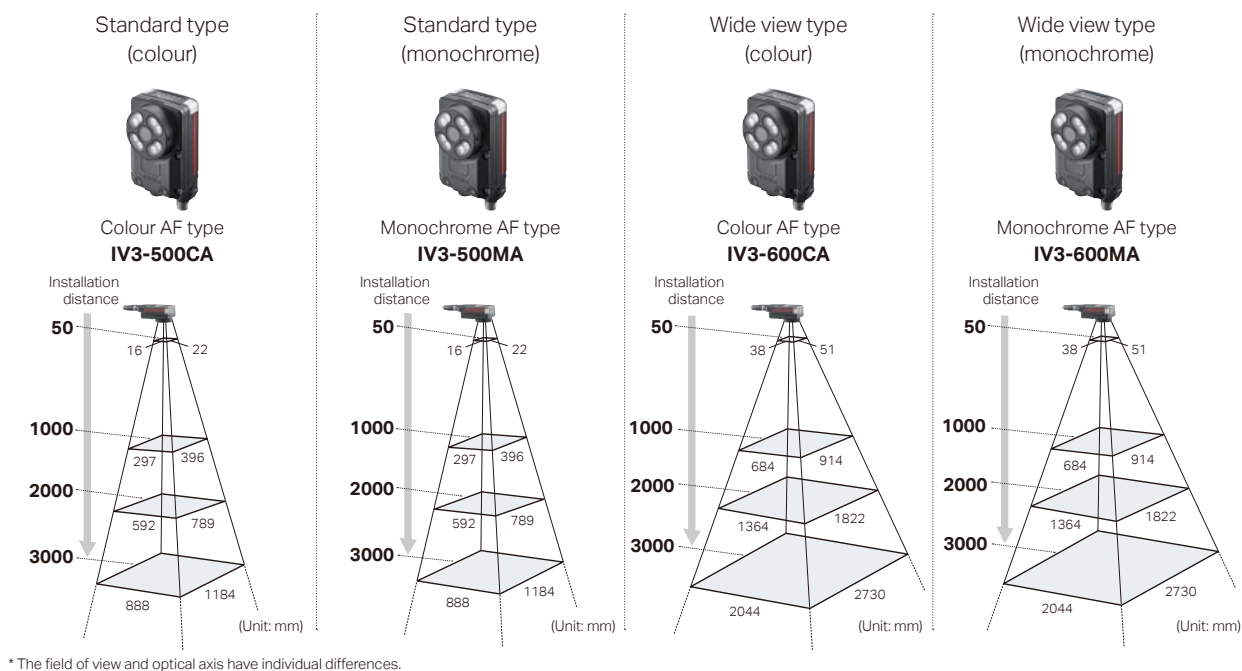 Standard type
(colour)
Colour AF type
IV3-500CA
Installation
distance
50
16
22
1000
297
396
2000
592
789
3000
888
1184
(Unit: mm)
Standard type
(monochrome)
Monochrome AF type
IV3-500MA
Installation
distance
50
16
22
1000
297
396
2000
592
789
3000
888
1184
(Unit: mm)
Wide view type
(colour)
Colour AF type
IV3-600CA
Installation
distance
50
38
51
1000
684
914
2000
1364
1822
3000
2044
2730
(Unit: mm)
Wide view type
(monochrome)
Monochrome AF type
IV3-600MA
Installation
distance
50
38
51
1000
684
914
2000
1364
1822
3000
2044
2730
(Unit: mm)
* The field of view and optical axis have individual differences.